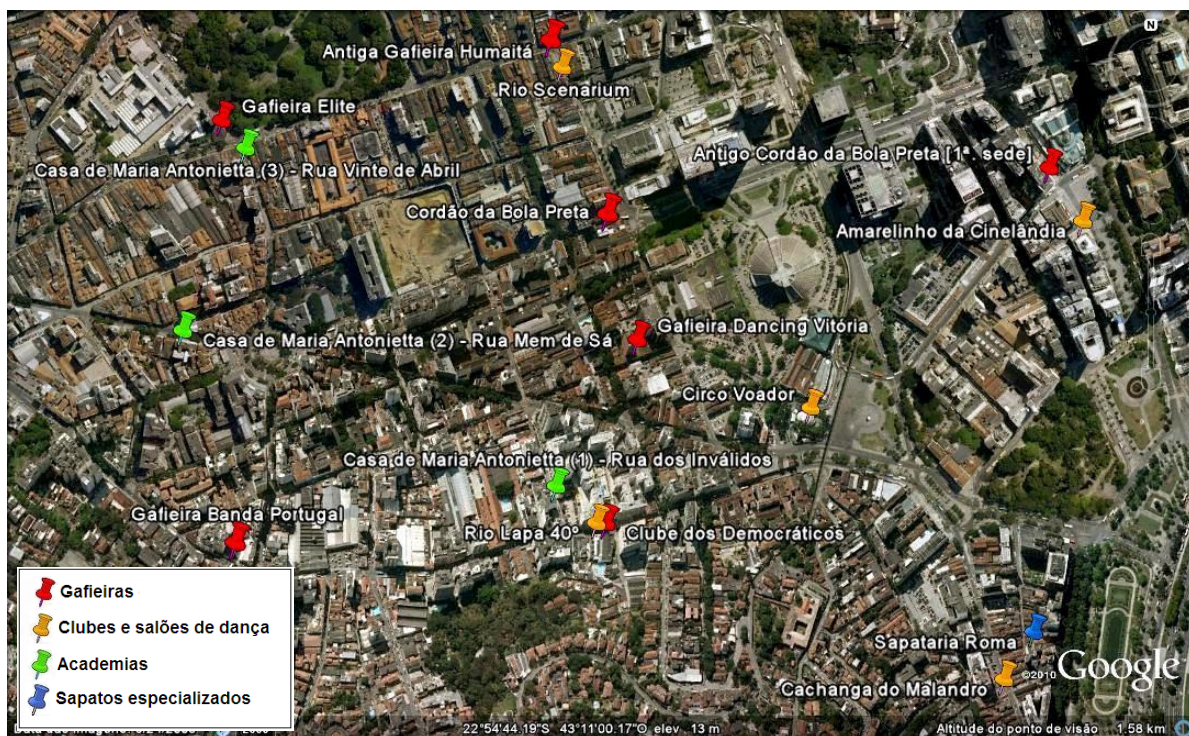 N
Antiga Gafieira Humaitá
Rio Scenarium
Gafieira Elite
Casa de Maria Antonietta (3) - Rua Vinte de Abril
Antigo Cordão da Bola Preta [1ª. sede]
Cordão da Bola Preta
Amarelinho da Cinelândia
Gafieira Dancing Vitória
Casa de Maria Antonietta (2) - Rua Mem de Sá
Circo Voador
Casa de Maria Antonietta (1) - Rua dos Inválidos
Gafieira Banda Portugal
Rio Lapa 40º
Clube dos Democráticos
Sapataria Roma
Cachanga do Malandro
©2010 Google
Gafieiras
Clubes e salões de dança
Academias
Sapatos especializados
22°54'44.19"S 43°11'00.17"O elev 13 m
Altitude do ponto de visão 1.58 km